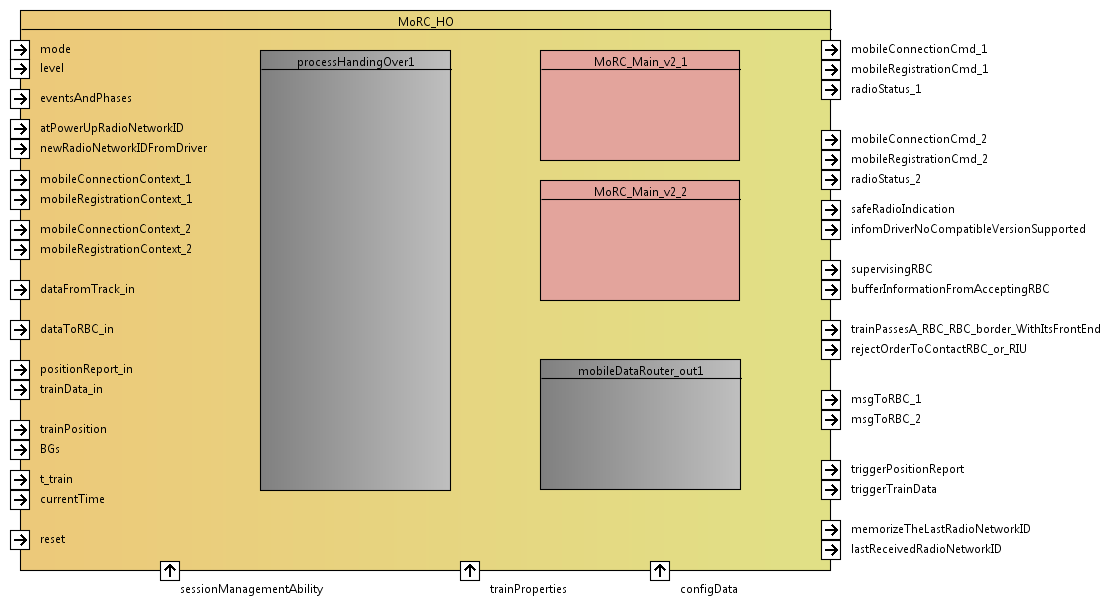 MoRC_HO
mode
level
eventsAndPhases
atPowerUpRadioNetworkID
newRadioNetworkIDFromDriver
mobileConnectionContext_1
mobileRegistrationContext_1
mobileConnectionContext_2
mobileRegistrationContext_2
dataFromTrack_in
dataToRBC_in
positionReport_in
trainData_in
trainPosition
BGs
t_train
currentTime
reset
processHandingOver1
MoRC_Main_v2_1
MoRC_Main_v2_2
mobileDataRouter_out1
mobileConnectionCmd_1
mobileRegistrationCmd_1
radioStatus_1
mobileConnectionCmd_2
mobileRegistrationCmd_2
radioStatus_2
safeRadioIndication
infomDriverNoCompatibleVersionSupported
supervisingRBC
bufferInformationFromAcceptingRBC
trainPassesA_RBC_RBC_border_WithItsFrontEnd
rejectOrderToContactRBC_or_RIU
msgToRBC_1
msgToRBC_2
triggerPositionReport
triggerTrainData
memorizeTheLastRadioNetworkID
lastReceivedRadioNetworkID
sessionManagementAbility
trainProperties
configData